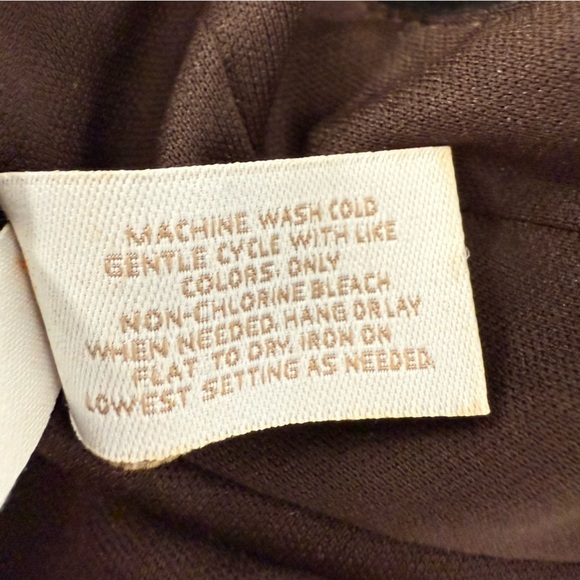 MACHINE WASH COLD
GENTLE CYCLE WITH LIKE
COLORS. ONLY
NON-CHLORINE BLEACH
WHEN NEEDED. HANG OR LAY
FLAT TO DRY. IRON ON
LOWEST SETTING AS NEEDED.